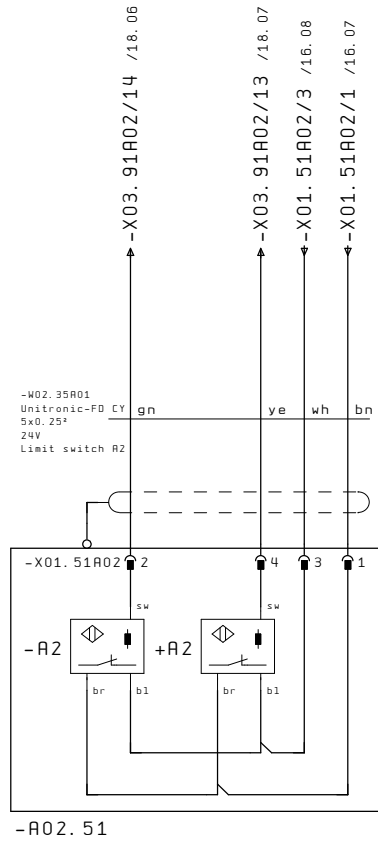 -X03.91A02/14 /18.06
-X03.91A02/13 /18.07
-X01.51A02/3 /16.08
-X01.51A02/1 /16.07
-W02.35A01
Unitronic-FD CY
5x0.25²
24V
Limit switch A2
gn
ye
wh
bn
-X01.51A02
2
4
3
1
sw
sw
-A2
+A2
br
bl
br
bl
-A02.51